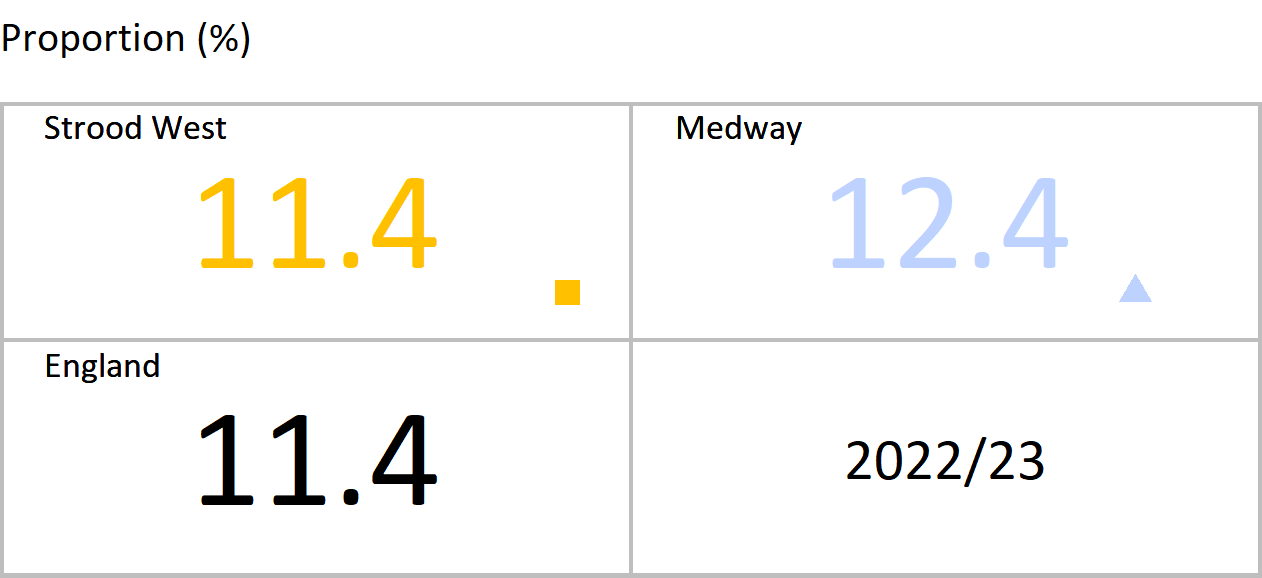 Proportion (%)
Strood West
11.4
Medway
12.4
England
11.4
2022/23